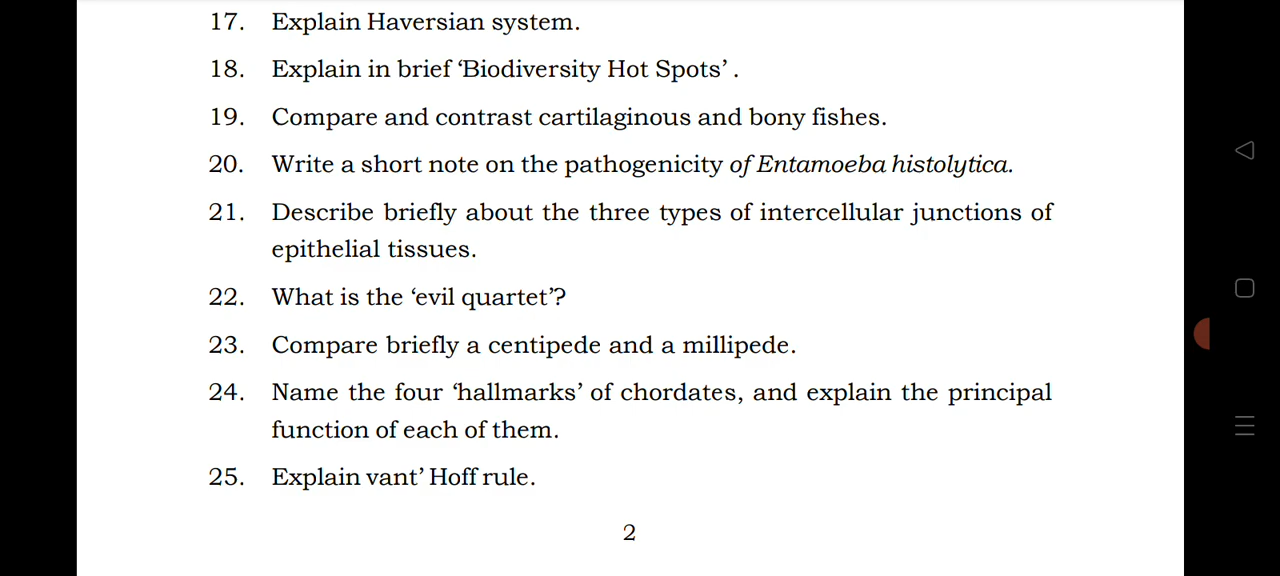 17. Explain Haversian system.
18. Explain in brief ‘Biodiversity Hot Spots’ .
19. Compare and contrast cartilaginous and bony fishes.
20. Write a short note on the pathogenicity of Entamoeba histolytica.
21. Describe briefly about the three types of intercellular junctions of
epithelial tissues.
22. What is the ‘evil quartet’?
23. Compare briefly a centipede and a millipede.
24. Name the four ‘hallmarks’ of chordates, and explain the principal
function of each of them.
25. Explain vant’ Hoff rule.
2